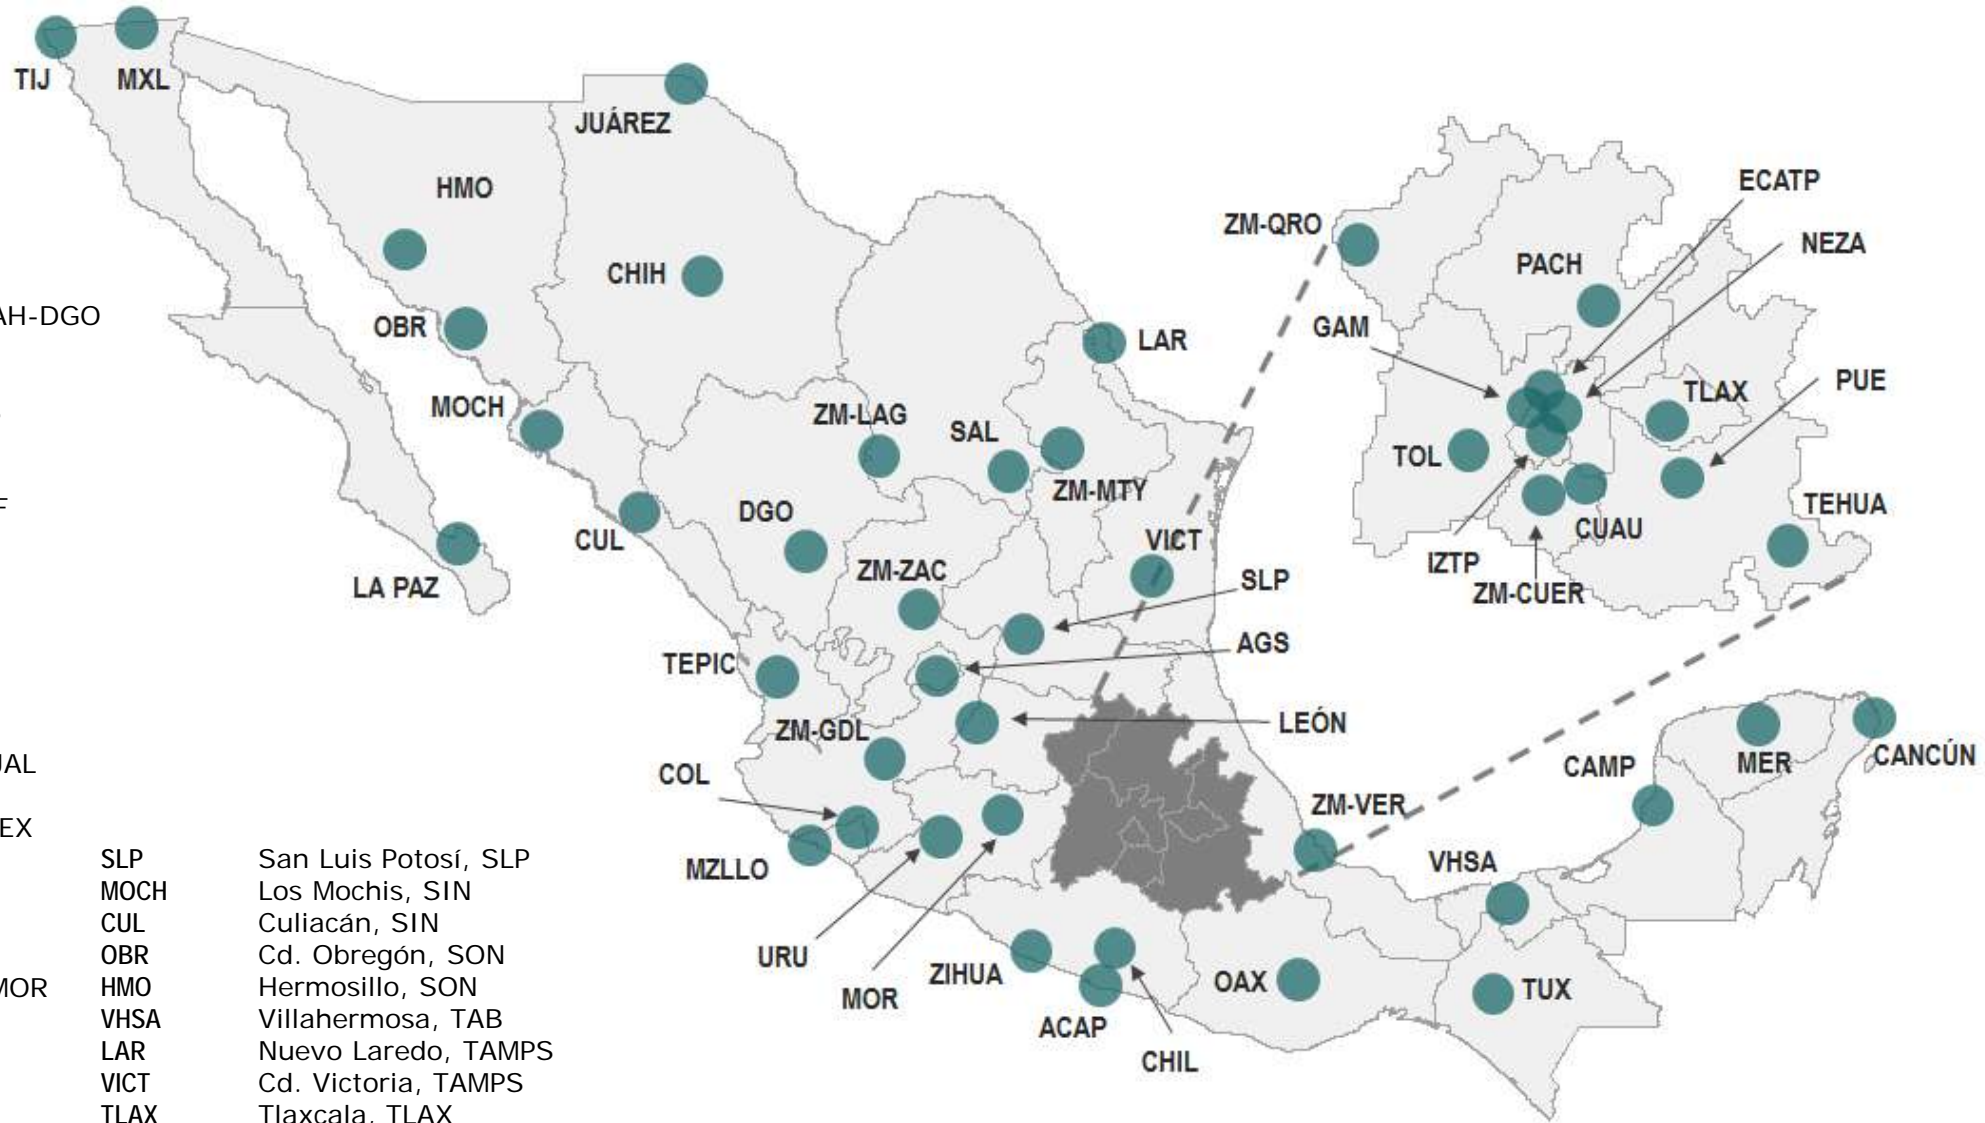 TIJ
MXL
JUÁREZ
HMO
ECATP
ZM-QRO
NEZA
PACH
CHIH
AH-DGO
OBR
GAM
LAR
MOCH
ZM-LAG
SAL
TLAX
PUE
TOL
ZM-MTY
DGO
TEHUA
CUL
VICT
CUAU
IZTP
ZM-ZAC
SLP
LA PAZ
ZM-CUER
AGS
TEPIC
LEÓN
ZM-GDL
UAL
COL
CAMP
MER
CANCÚN
ZM-VER
EX
MZLLO
VHSA
SLP San Luis Potosí, SLP
MOCH Los Mochis, SIN
CUL Culiacán, SIN
OBR Cd. Obregón, SON
URU
ZIHUA
MOR
OAX
TUX
MOR HMO Hermosillo, SON
VHSA Villahermosa, TAB
ACAP
LAR Nuevo Laredo, TAMPS
CHIL
VICT Cd. Victoria, TAMPS
TLAX Tlaxcala, TLAX